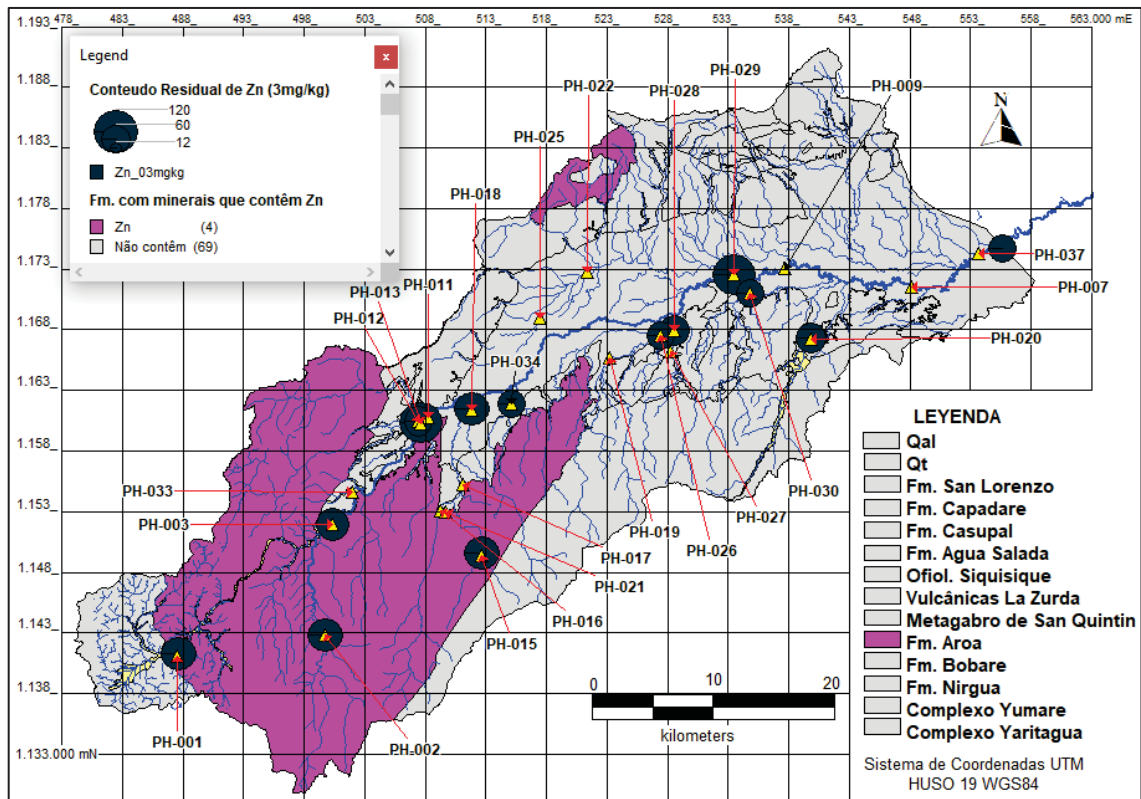 478_ 483_ 488_ 493_ 498_ 503_ 508_ 513_ 518_ 523_ 528_ 533_ 538_ 543_ 548_ 553_ 563.000 mE
1.193_
1.188_
1.183_
1.178_
1.173_
1.168_
1.163_
1.158_
1.153_
1.148_
1.143_
1.138_
1.133.000 mN
Legend
x
Conteudo Residual de Zn (3mg/kg)
120
60
12
Zn_03mgkg
Fm. com minerais que contêm Zn
Zn (4)
Não contêm (69)
N
PH-029
PH-022
PH-028
PH-009
PH-025
PH-018
PH-037
PH-011
PH-013
PH-007
PH-012
PH-020
PH-034
PH-033
PH-030
PH-003
PH-027
PH-019
PH-026
PH-017
PH-021
PH-016
PH-015
PH-001
PH-002
0 10 20
kilometers
LEYENDA
Qal
Qt
Fm. San Lorenzo
Fm. Capadare
Fm. Casupal
Fm. Agua Salada
Ofiol. Siquisique
Vulcânicas La Zurda
Metagabro de San Quintin
Fm. Aroa
Fm. Bobare
Fm. Nirgua
Complexo Yumare
Complexo Yaritagua
Sistema de Coordenadas UTM
HUSO 19 WGS84